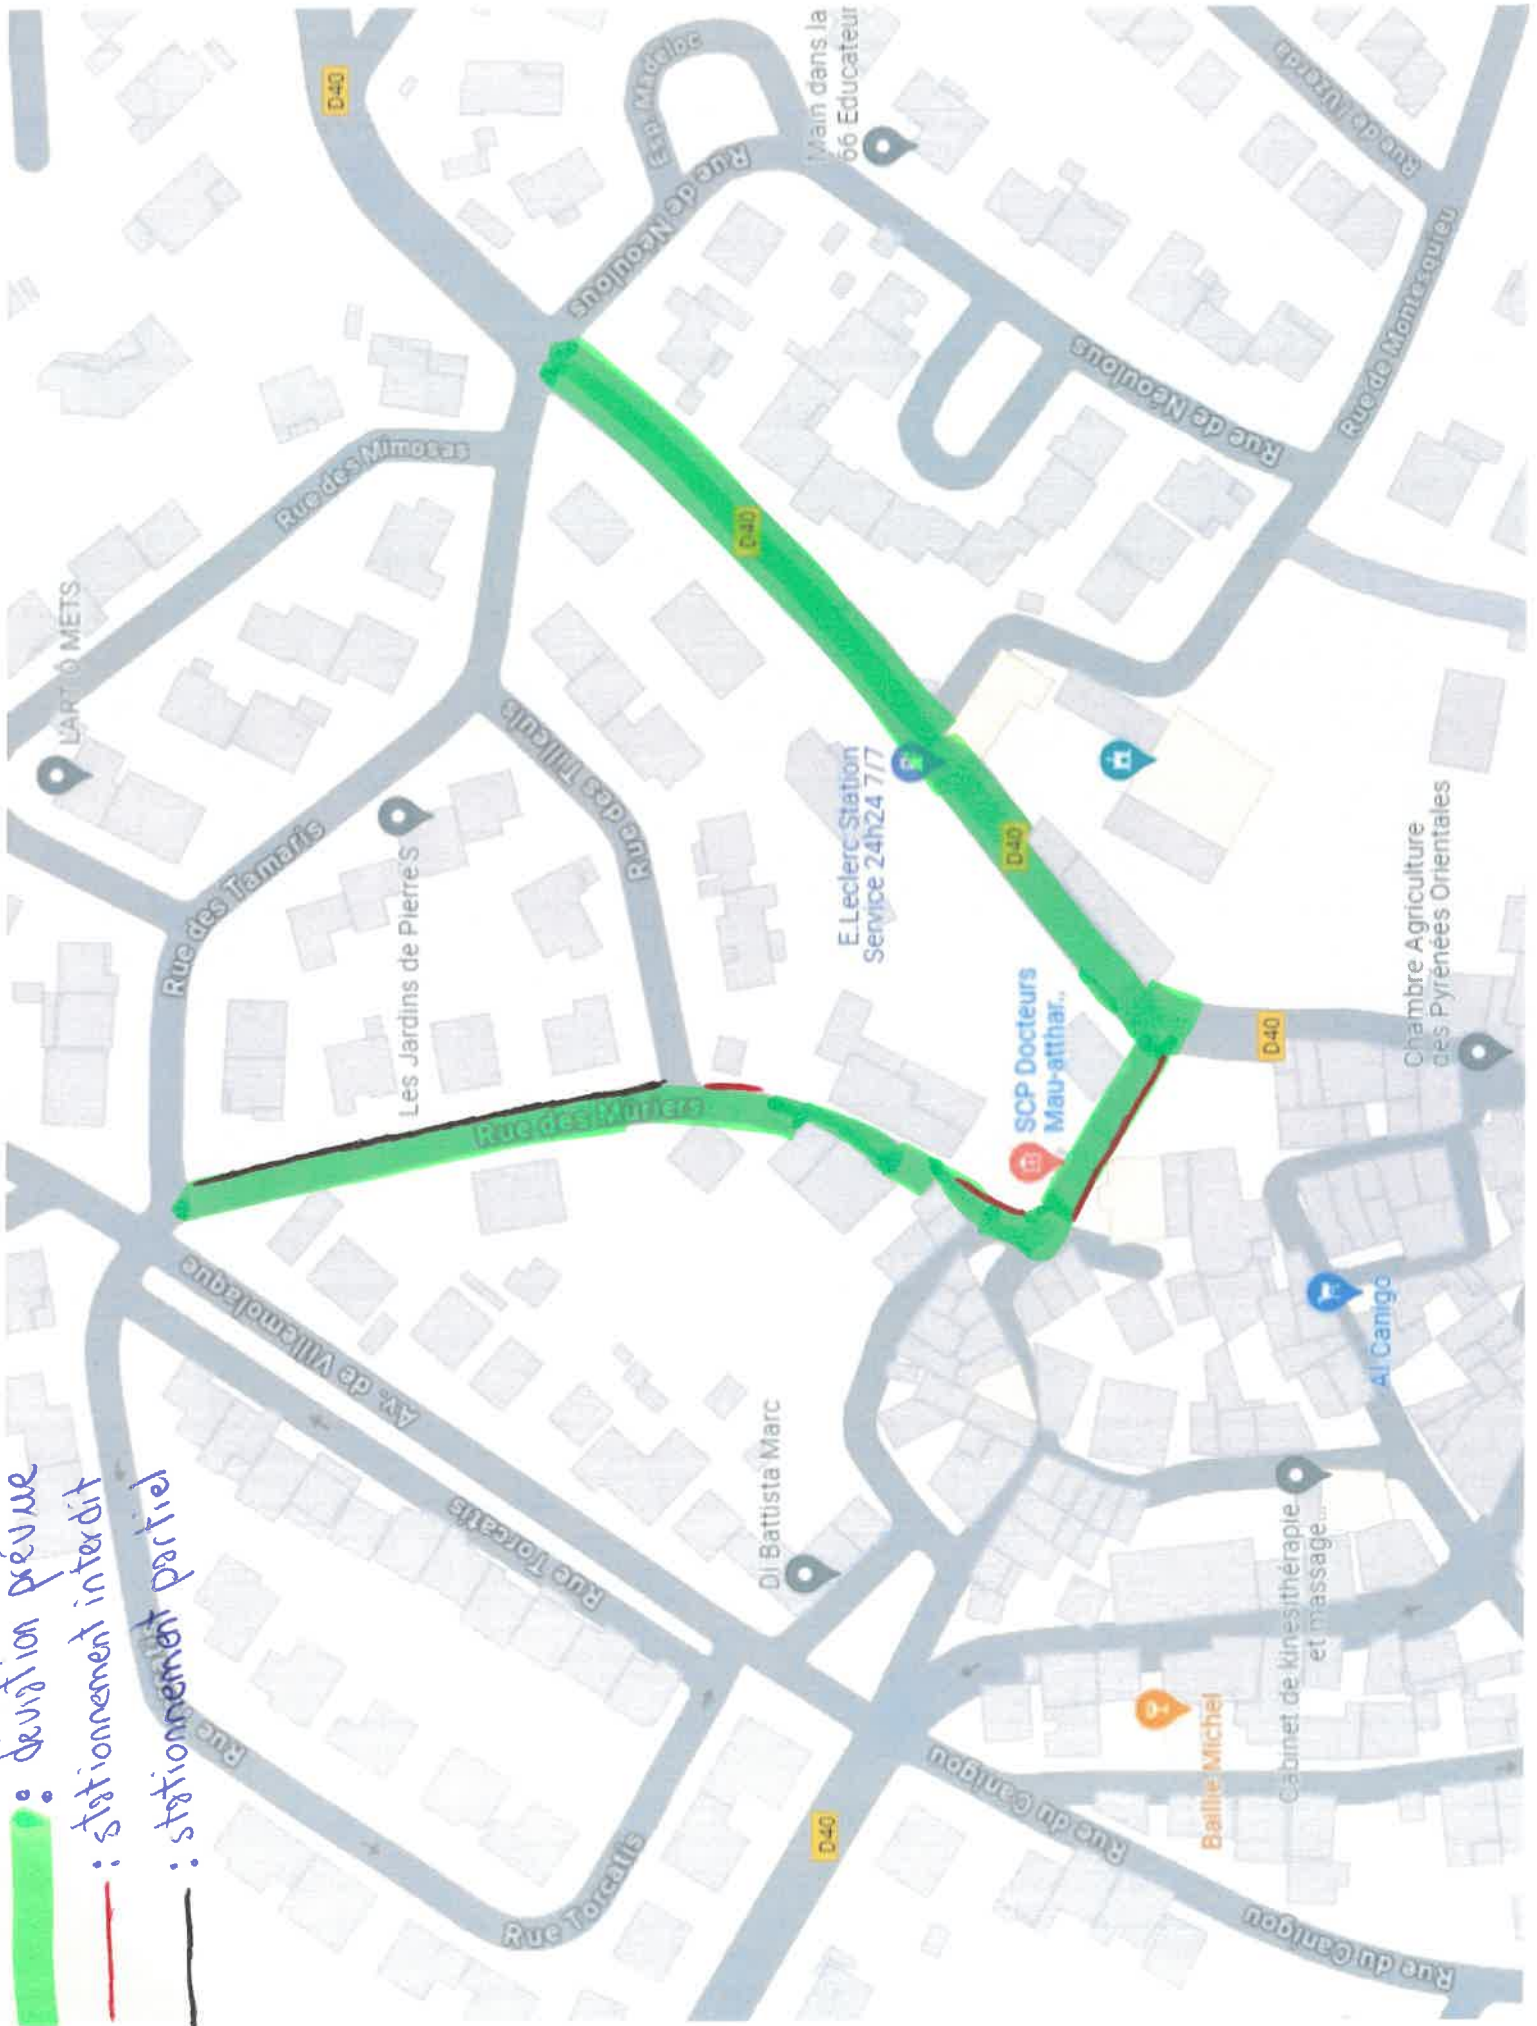 : déviation prévue
: stationnement interdit
: stationnement partiel
L'ART'Ô METS
Rue des Mimosas
D40
Esp. Madeloc
Rue de Néoulous
Main dans la
66 Educateur
Rue de l'Uzerda
Rue des Tamaris
Les Jardins de Pierre S
Rue des Tilleuls
D40
Rue de Néoulous
Rue de Montesquieu
Rue des Mûriers
E.Leclerc Station
Service 24h24 7/7
D40
SCP Docteurs
Mau-atthar...
D40
Chambre Agriculture
des Pyrénées Orientales
Av. de Villemolaque
Rue Torcatis
Rue
Rue Torcatis
Di Battista Marc
Al Canigo
D40
Rue du Canigou
Baillie Michel
Cabinet de kinésithérapie
et massage...
Rue du Canigou